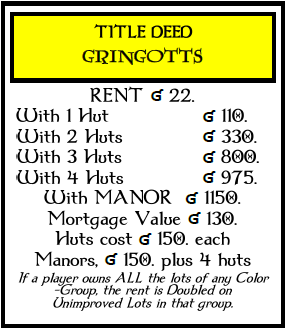 TITLE DEED
GRINGOTTS
RENT ₲ 22.
With 1 Hut ₲ 110.
With 2 Huts ₲ 330.
With 3 Huts ₲ 800.
With 4 Huts ₲ 975.
With MANOR ₲ 1150.
Mortgage Value ₲ 130.
Huts cost ₲ 150. each
Manors, ₲ 150. plus 4 huts
If a player owns ALL the lots of any Color
-Group, the rent is Doubled on
Unimproved Lots in that group.